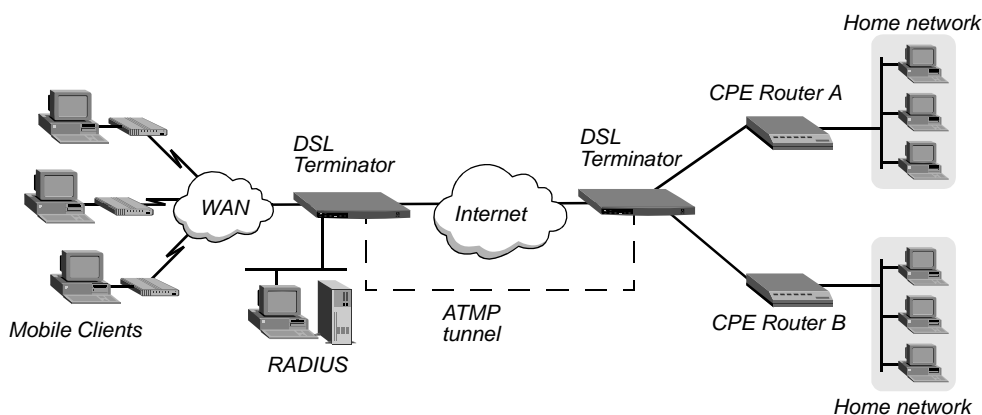 Home network
CPE Router A
DSL
Terminator
DSL
Terminator
WAN
Internet
Mobile Clients
RADIUS
ATMP
tunnel
CPE Router B
Home network